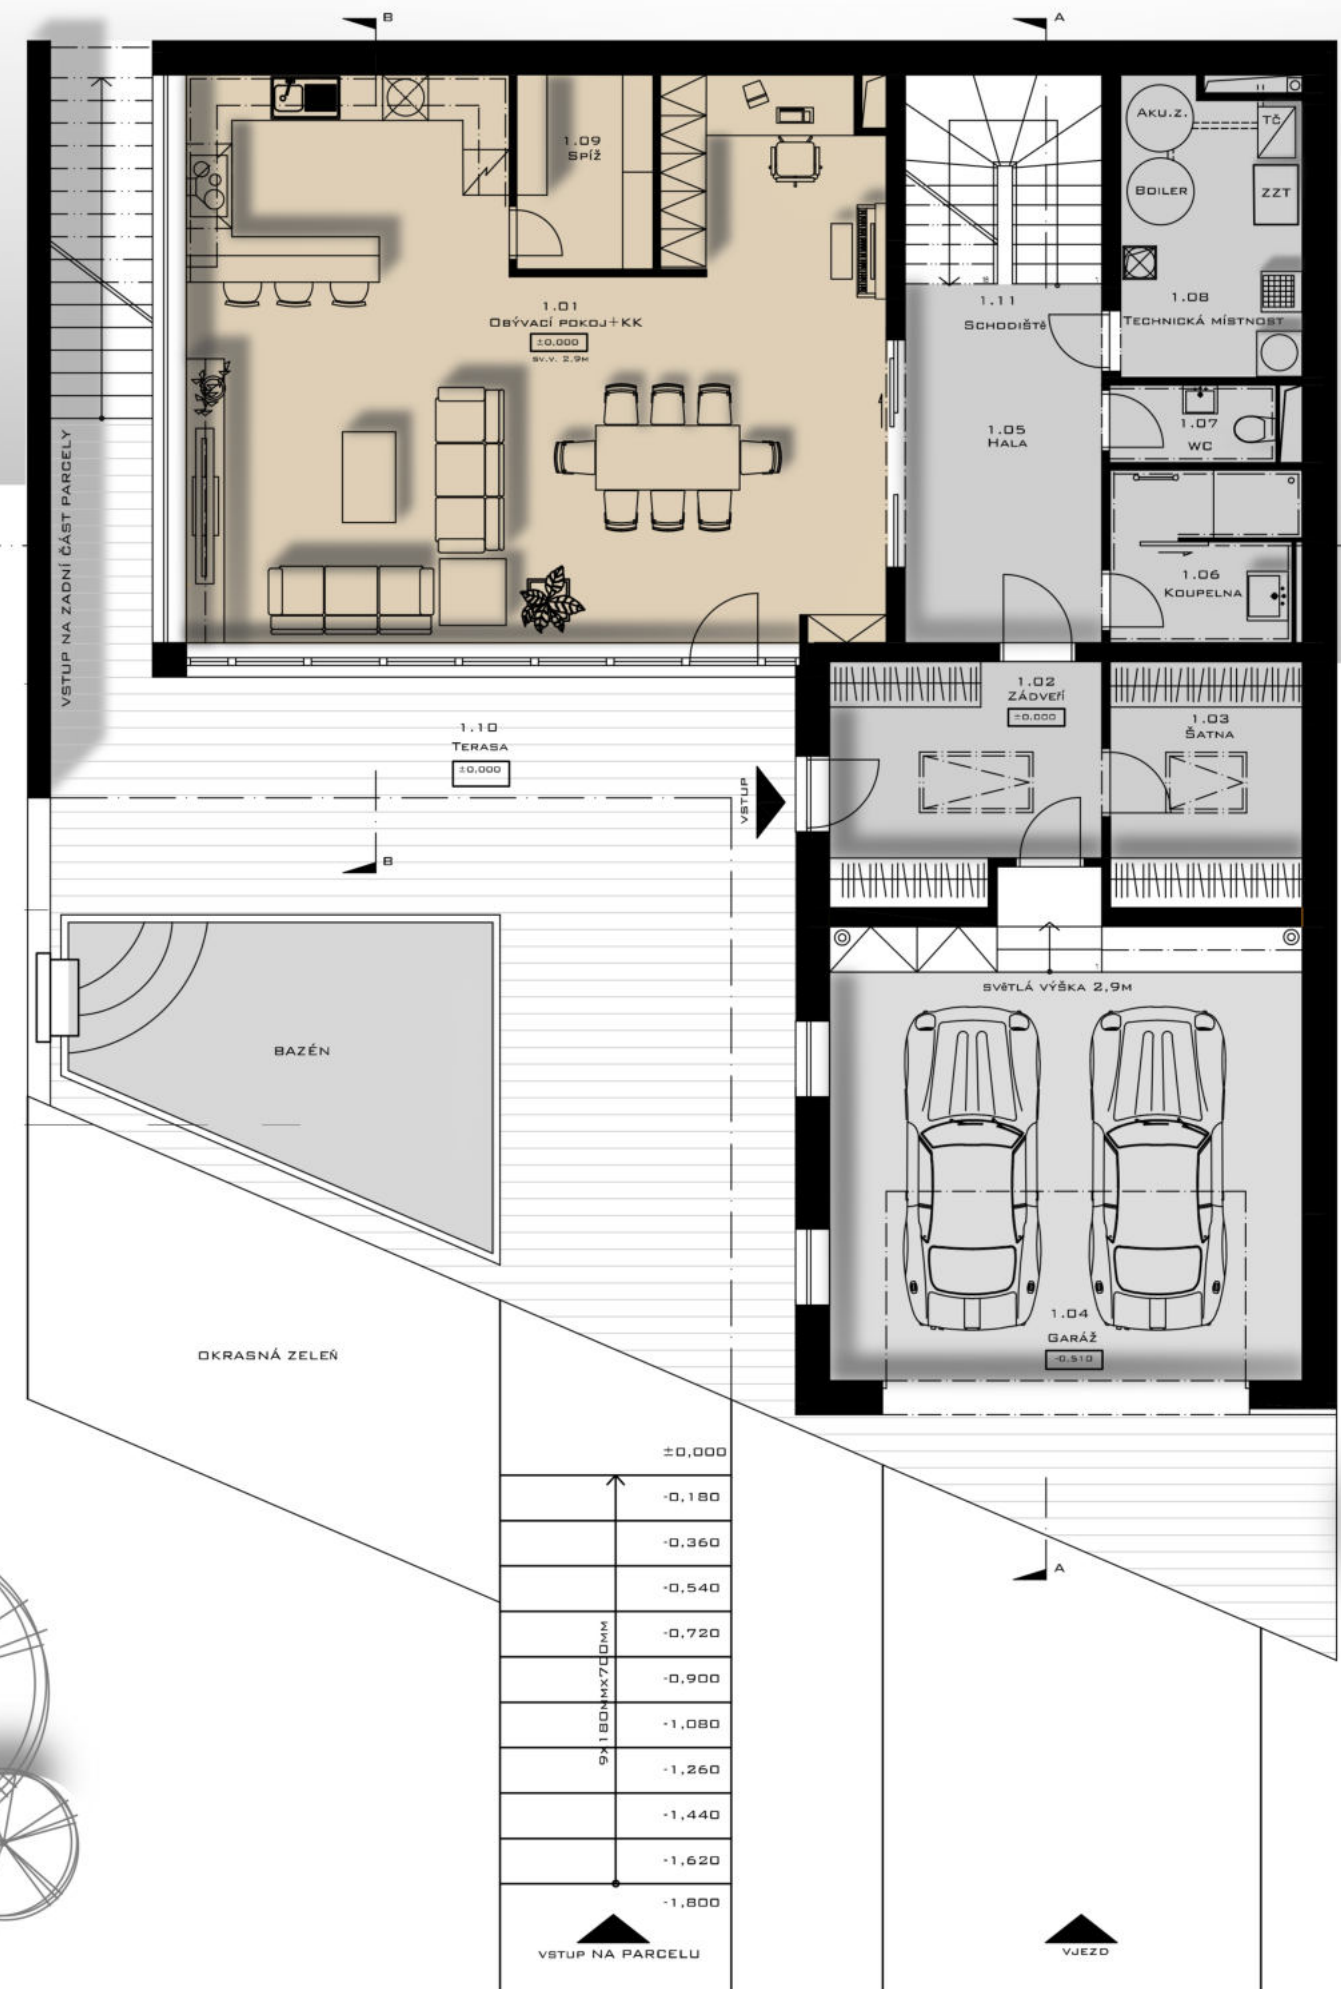 B
A
1.09
Spíž
Aku.z.
TČ
Boiler
ZZT
1.01
Obývací pokoj+KK
±0,000
sv.v. 2,9m
1.11
Schodiště
1.08
Technická místnost
1.05
Hala
1.07
WC
1.06
Koupelna
VSTUP NA ZADNÍ ČÁST PARCELY
1.02
Zádveří
±0,000
1.03
Šatna
1.10
Terasa
±0,000
VSTUP
B
SVĚTLÁ VÝŠKA 2,9M
BAZÉN
1.04
Garáž
-0,510
OKRASNÁ ZELEŇ
±0,000
-0,180
-0,360
-0,540
-0,720
-0,900
-1,080
-1,260
-1,440
-1,620
-1,800
9x180mmx700mm
A
VSTUP NA PARCELU
VJEZD